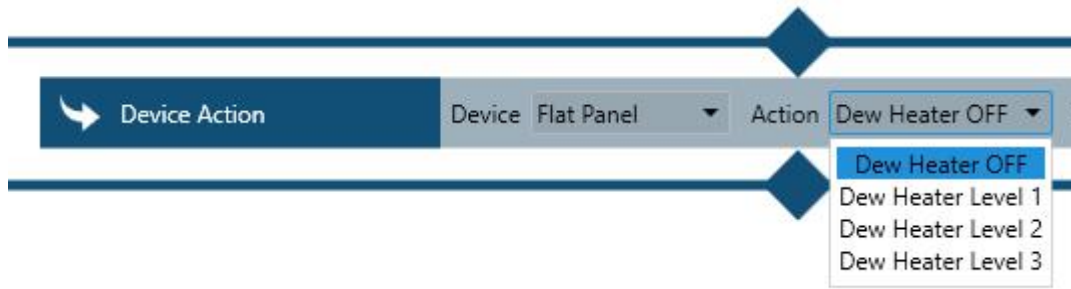 Device Action Device Flat Panel Action Dew Heater OFF
Dew Heater OFF
Dew Heater Level 1
Dew Heater Level 2
Dew Heater Level 3